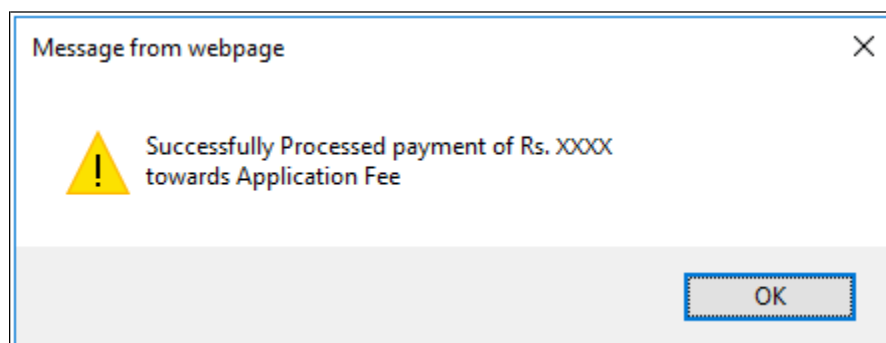 Message from webpage
Successfully Processed payment of Rs. XXXX
towards Application Fee
OK